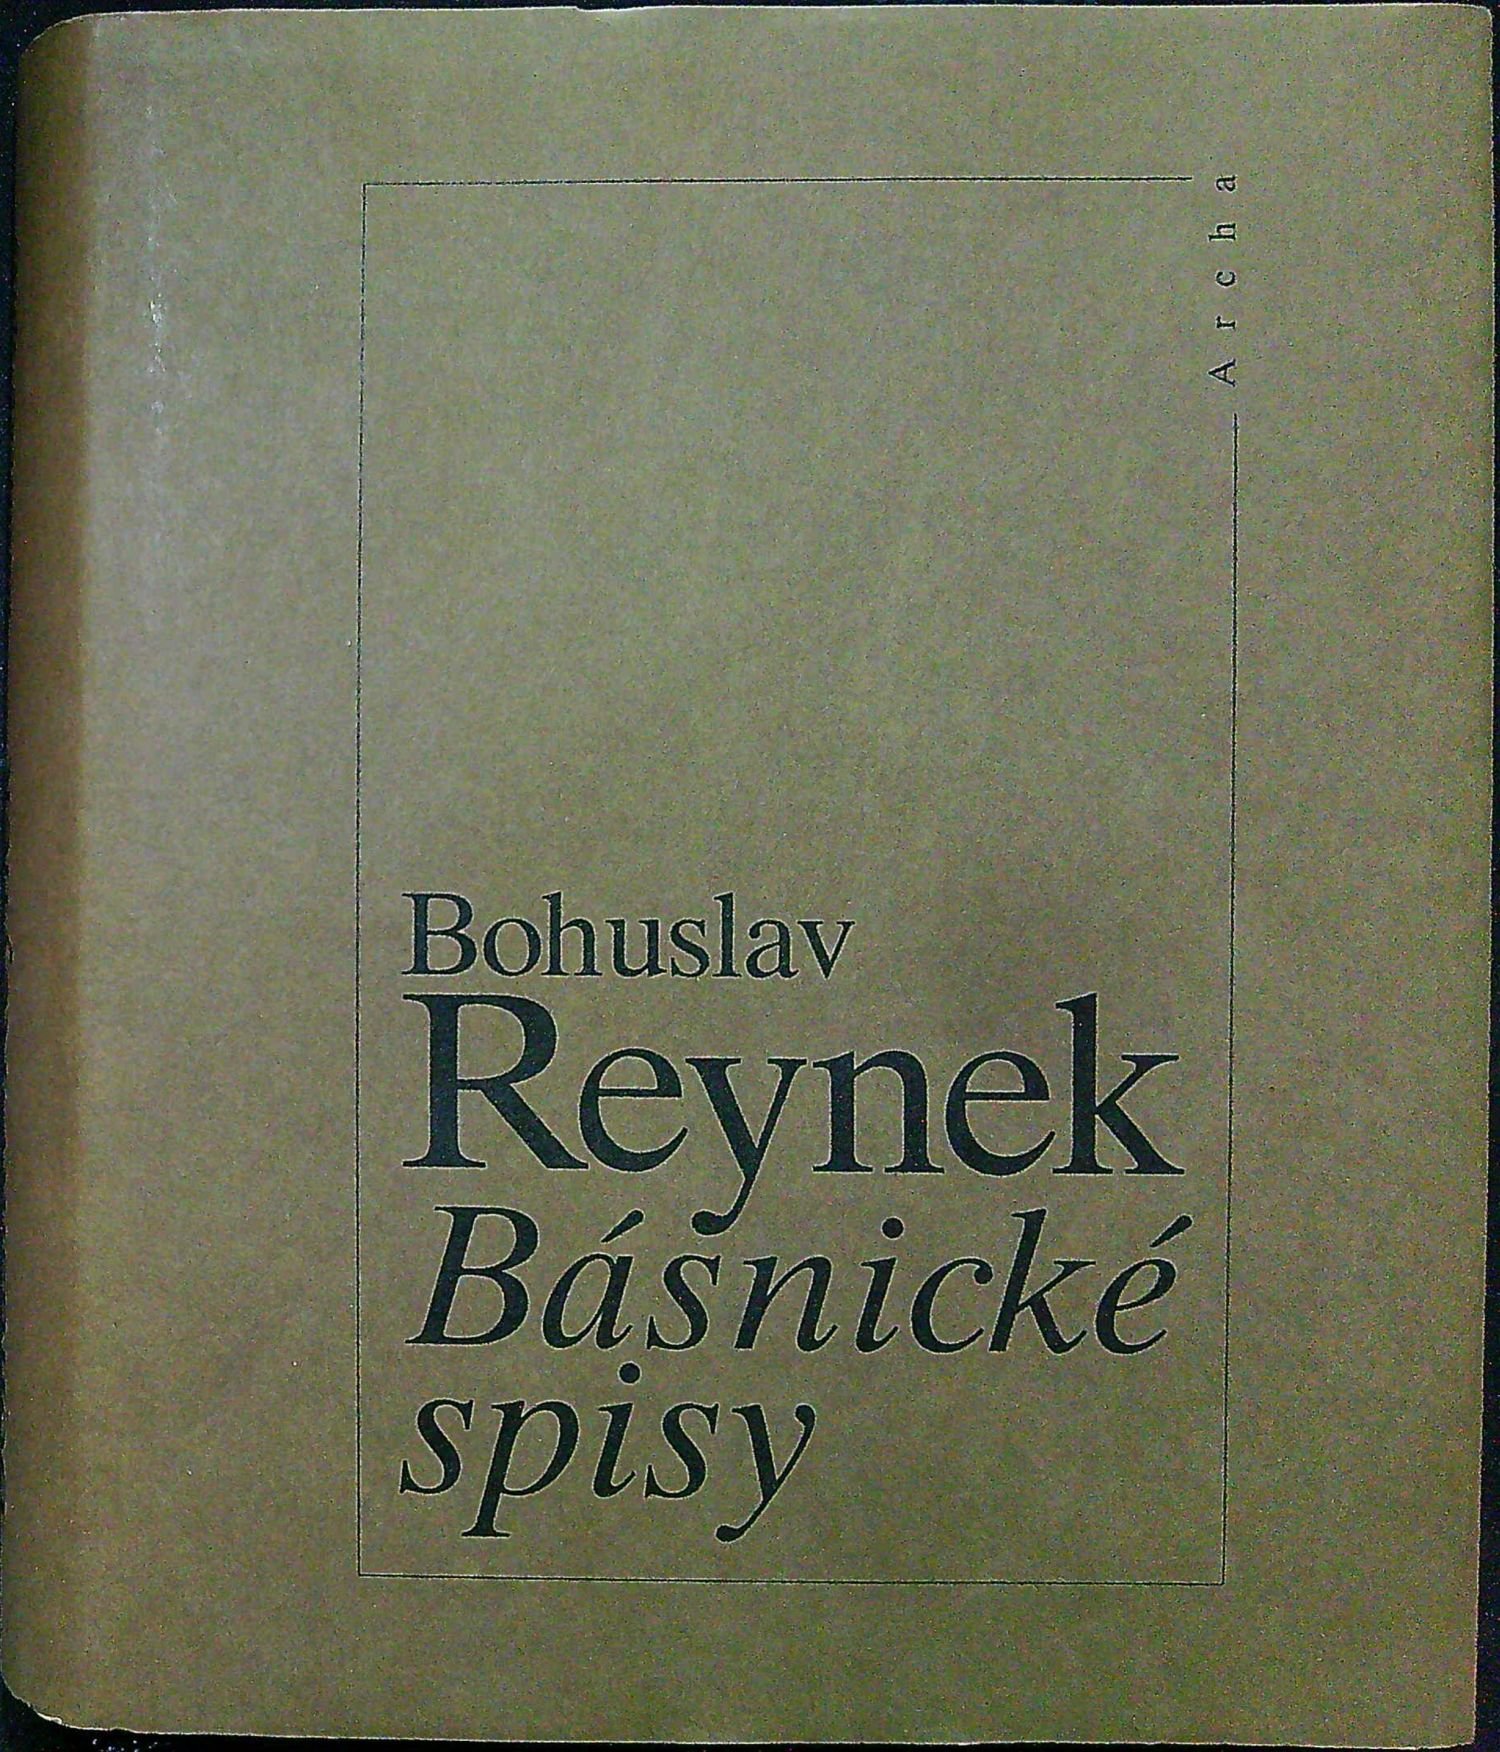 Archa
Bohuslav
Reynek
Básnické
spisy